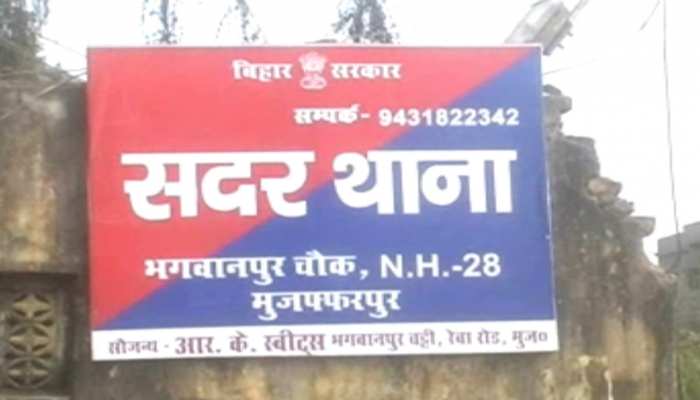 बिहार सरकार
सम्पर्क- 9431822342
सदर थाना
भगवानपुर चौक, N.H.-28
मुजफ्फरपुर
सौजन्य - आर. के. स्वीट्स भगवानपुर चट्टी, रेवा रोड, मुज०